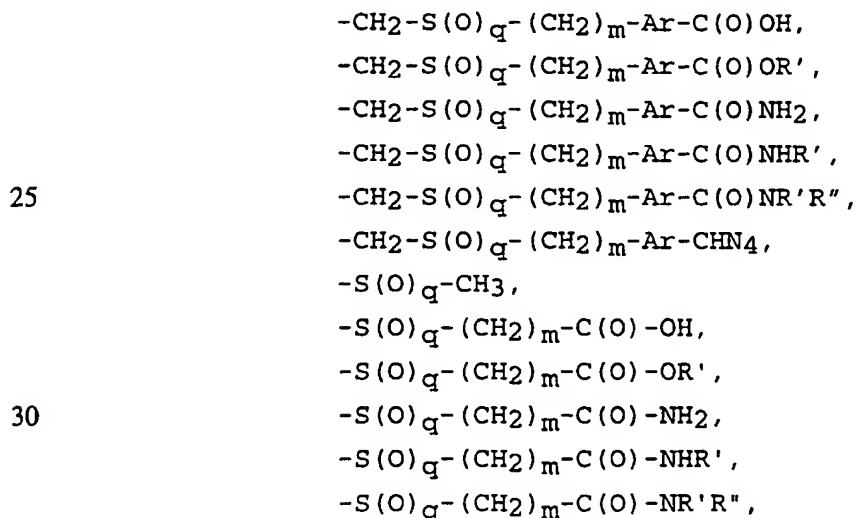 -CH2-S(O)q-(CH2)m-Ar-C(O)OH,
-CH2-S(O)q-(CH2)m-Ar-C(O)OR',
-CH2-S(O)q-(CH2)m-Ar-C(O)NH2,
-CH2-S(O)q-(CH2)m-Ar-C(O)NHR',
25 -CH2-S(O)q-(CH2)m-Ar-C(O)NR'R",
-CH2-S(O)q-(CH2)m-Ar-CHN4,
-S(O)q-CH3,
-S(O)q-(CH2)m-C(O)-OH,
-S(O)q-(CH2)m-C(O)-OR',
30 -S(O)q-(CH2)m-C(O)-NH2,
-S(O)q-(CH2)m-C(O)-NHR',
-S(O)q-(CH2)m-C(O)-NR'R",